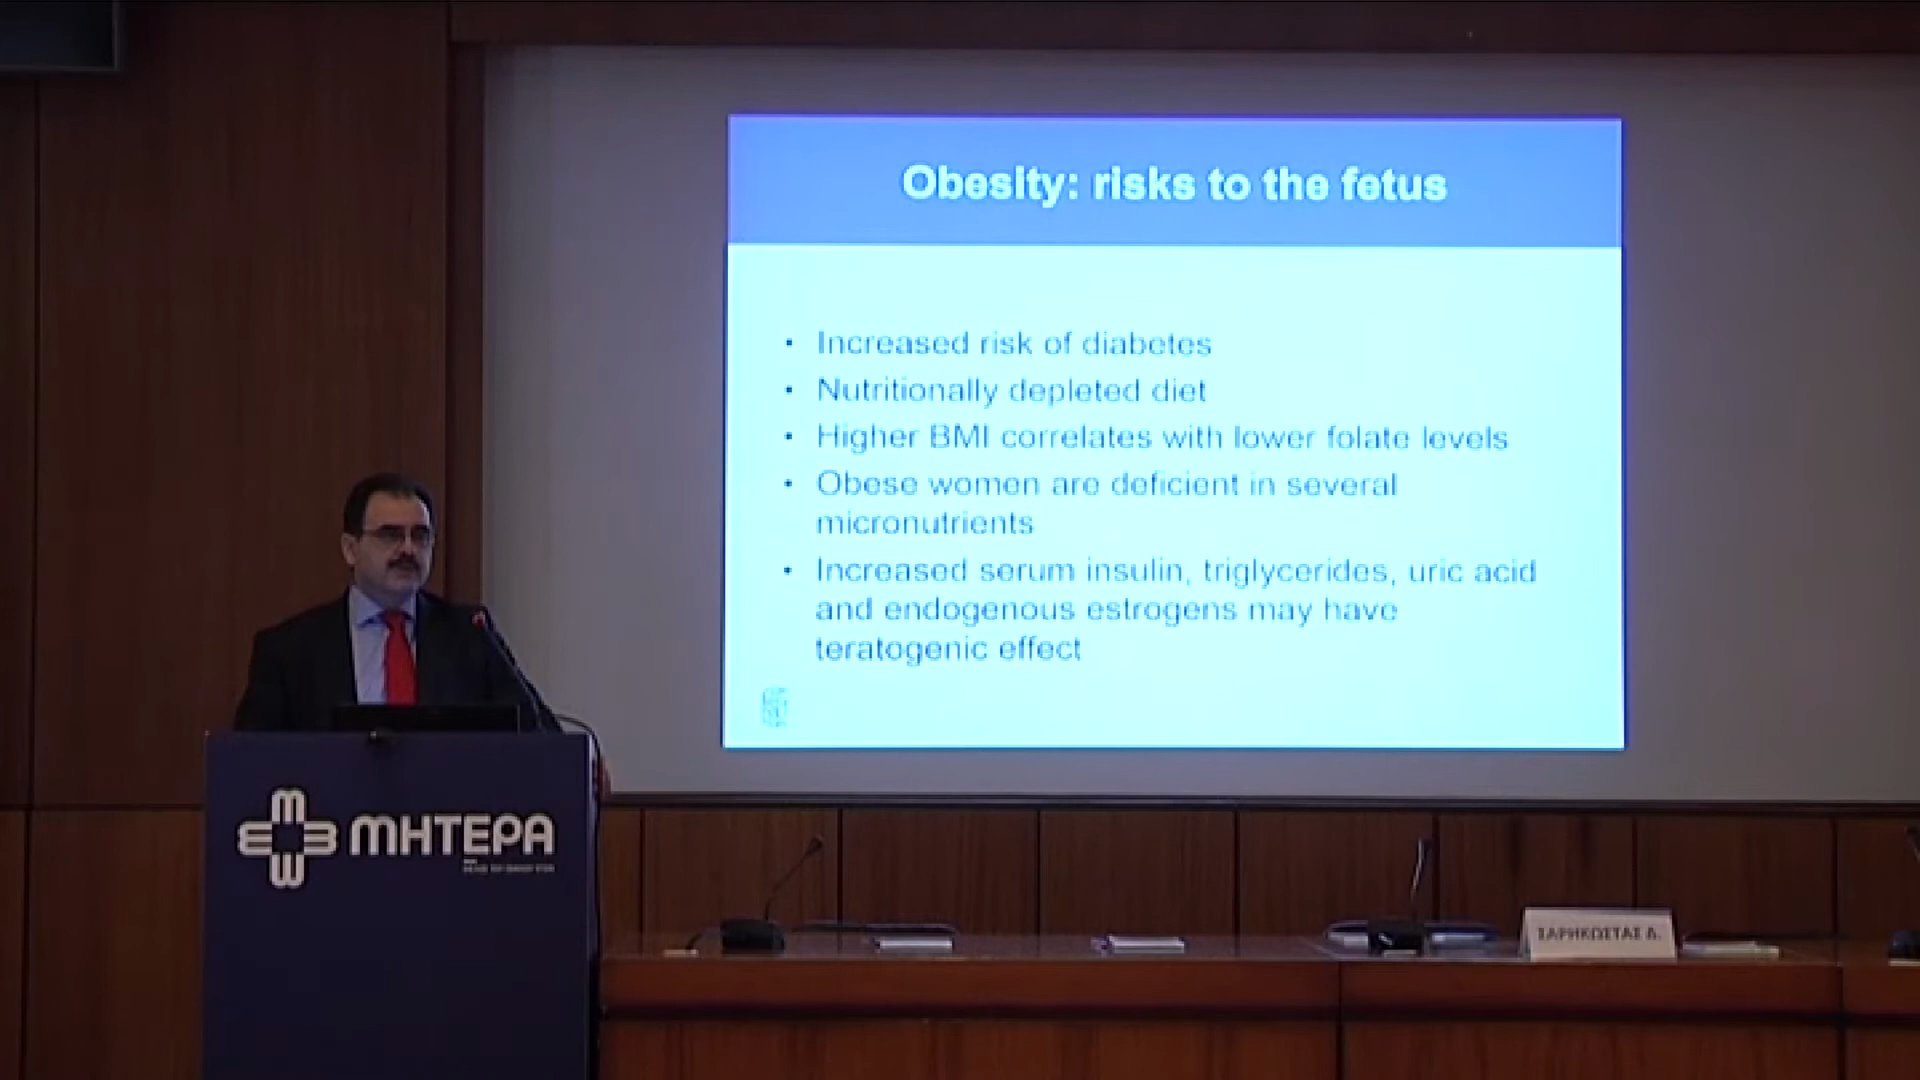 Obesity: risks to the fetus
• Increased risk of diabetes
• Nutritionally depleted diet
• Higher BMI correlates with lower folate levels
• Obese women are deficient in several
micronutrients
• Increased serum insulin, triglycerides, uric acid
and endogenous estrogens may have
teratogenic effect
ΜΗΤΕΡΑ
ΣΑΡΗΚΩΣΤΑΣ Δ.